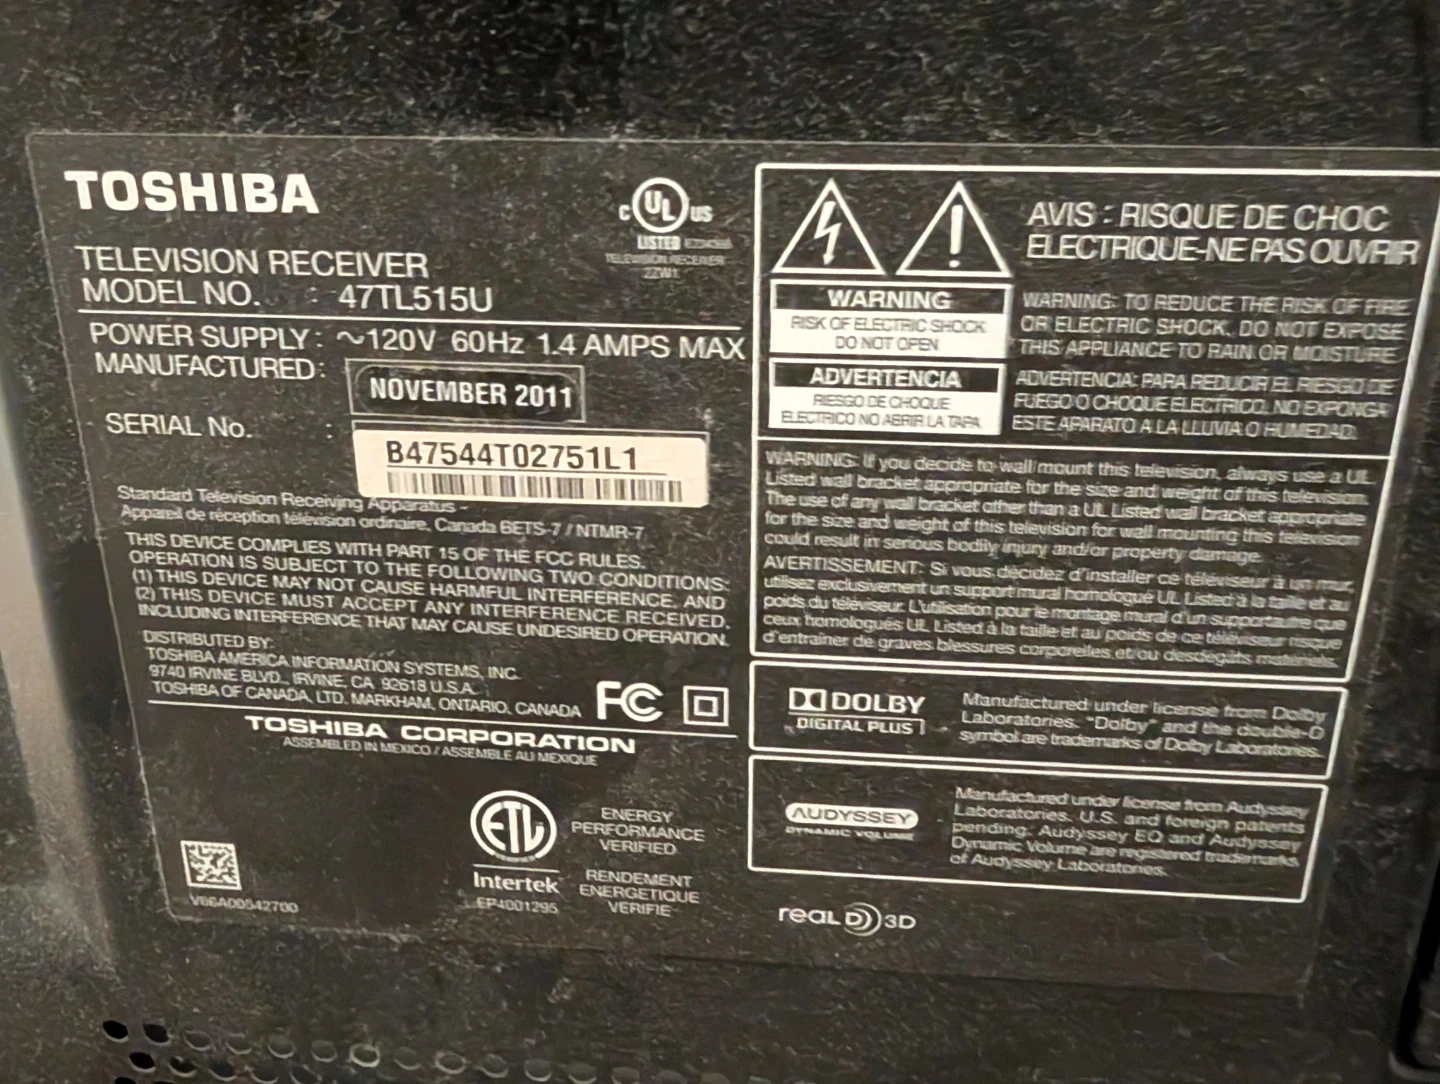 TOSHIBA
TELEVISION RECEIVER
MODEL NO. : 47TL515U
POWER SUPPLY : ~120V 60Hz 1.4 AMPS MAX
MANUFACTURED :
NOVEMBER 2011
SERIAL No. :
B47544T02751L1
C UL US
LISTED
TELEVISION RECEIVER
2ZW1
Standard Television Receiving Apparatus -
Appareil de réception télévision ordinaire, Canada BETS-7 / NTMR-7
THIS DEVICE COMPLIES WITH PART 15 OF THE FCC RULES.
OPERATION IS SUBJECT TO THE FOLLOWING TWO CONDITIONS:
(1) THIS DEVICE MAY NOT CAUSE HARMFUL INTERFERENCE, AND
(2) THIS DEVICE MUST ACCEPT ANY INTERFERENCE RECEIVED,
INCLUDING INTERFERENCE THAT MAY CAUSE UNDESIRED OPERATION.
DISTRIBUTED BY:
TOSHIBA AMERICA INFORMATION SYSTEMS, INC.
9740 IRVINE BLVD., IRVINE, CA 92618 U.S.A.
TOSHIBA OF CANADA, LTD. MARKHAM, ONTARIO, CANADA
FC
TOSHIBA CORPORATION
ASSEMBLED IN MEXICO / ASSEMBLE AU MEXIQUE
ETL
Intertek
EP4001295
ENERGY
PERFORMANCE
VERIFIED
RENDEMENT
ENERGETIQUE
VERIFIE
V66A00542700
WARNING
RISK OF ELECTRIC SHOCK
DO NOT OPEN
ADVERTENCIA
RIESGO DE CHOQUE
ELECTRICO NO ABRIR LA TAPA
AVIS : RISQUE DE CHOC
ELECTRIQUE-NE PAS OUVRIR
WARNING: TO REDUCE THE RISK OF FIRE
OR ELECTRIC SHOCK, DO NOT EXPOSE
THIS APPLIANCE TO RAIN OR MOISTURE
ADVERTENCIA: PARA REDUCIR EL RIESGO DE
FUEGO O CHOQUE ELECTRICO, NO EXPONGA
ESTE APARATO A LA LLUVIA O HUMEDAD.
WARNING: If you decide to wall mount this television, always use a UL
Listed wall bracket appropriate for the size and weight of this television.
The use of any wall bracket other than a UL Listed wall bracket appropriate
for the size and weight of this television for wall mounting this television
could result in serious bodily injury and/or property damage.
AVERTISSEMENT: Si vous décidez d'installer ce téléviseur à un mur,
utilisez exclusivement un support mural homologué UL Listed à la taille et au
poids du téléviseur. L'utilisation pour le montage mural d'un support autre que
ceux homologués UL Listed à la taille et au poids de ce téléviseur risque
d'entraîner de graves blessures corporelles et/ou des dégâts matériels.
DOLBY
DIGITAL PLUS
Manufactured under license from Dolby
Laboratories. "Dolby" and the double-D
symbol are trademarks of Dolby Laboratories.
AUDYSSEY
DYNAMIC VOLUME
Manufactured under license from Audyssey
Laboratories. U.S. and foreign patents
pending. Audyssey EQ and Audyssey
Dynamic Volume are registered trademarks
of Audyssey Laboratories.
REAL D 3D